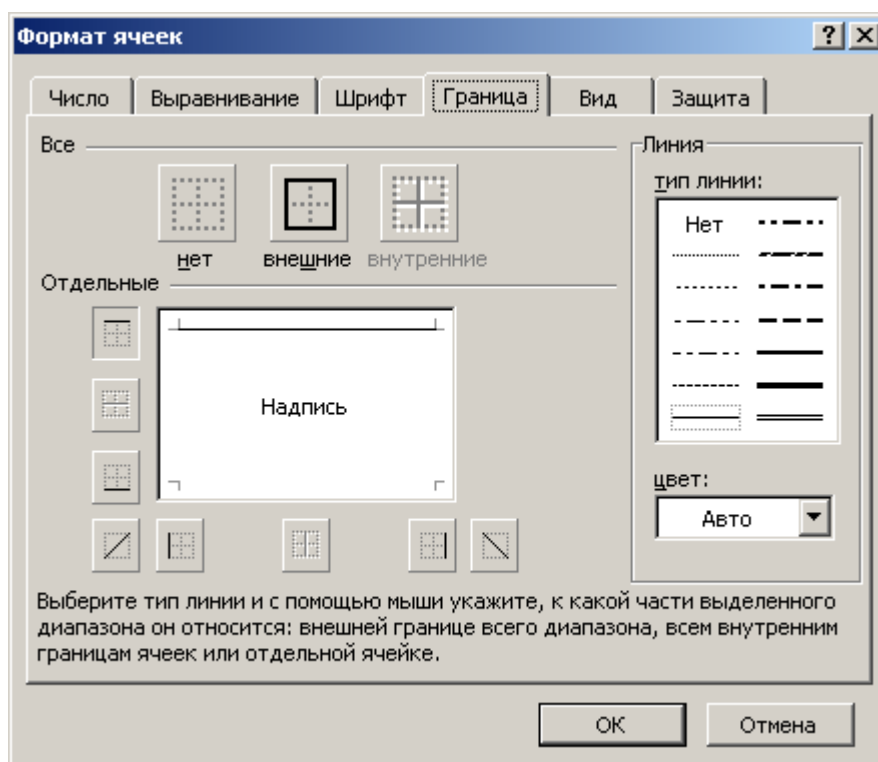 Формат ячеек
Число Выравнивание Шрифт Граница Вид Защита
Все
нет внешние внутренние
Отдельные
Надпись
Линия
тип линии:
Нет
цвет:
Авто
Выберите тип линии и с помощью мыши укажите, к какой части выделенного
диапазона он относится: внешней границе всего диапазона, всем внутренним
границам ячеек или отдельной ячейке.
ОК Отмена